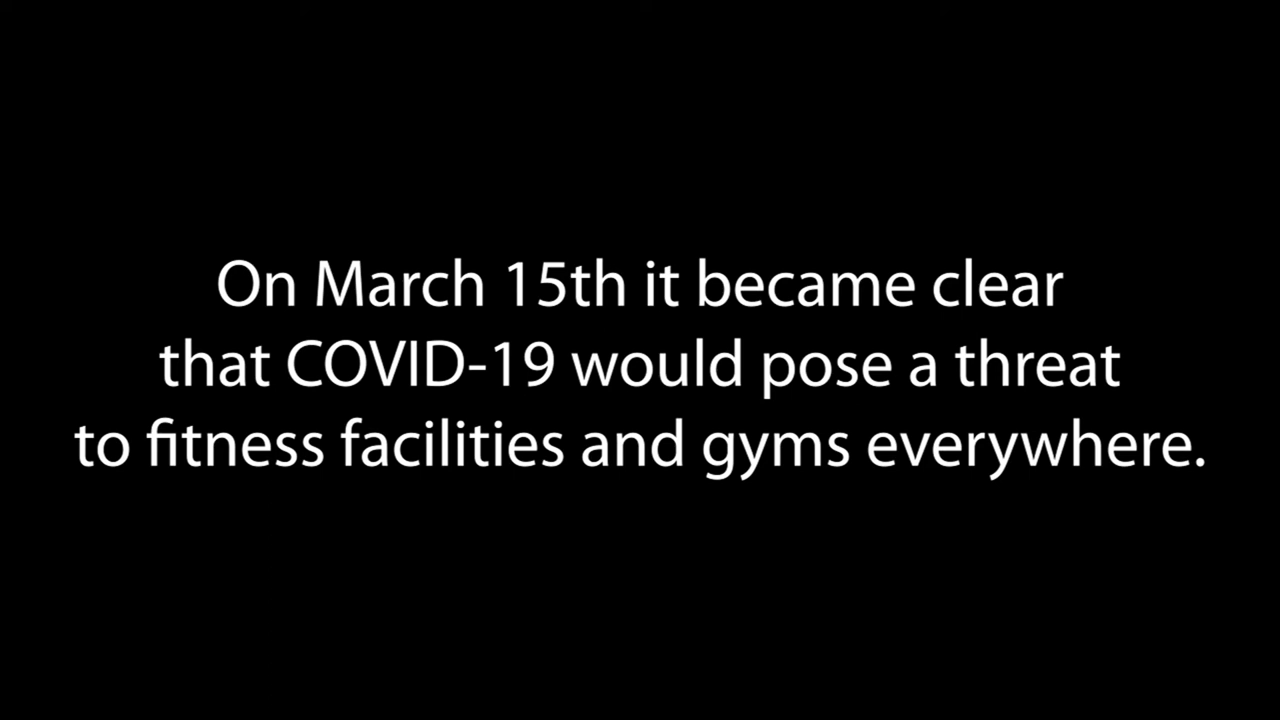 On March 15th it became clear
that COVID-19 would pose a threat
to fitness facilities and gyms everywhere.